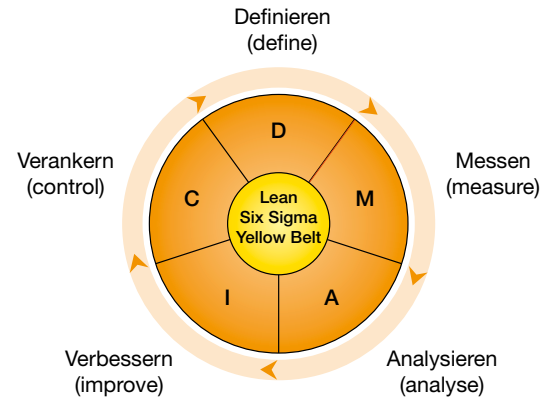 Definieren
(define)
D
Messen
(measure)
M
Analysieren
(analyse)
A
Verbessern
(improve)
I
Verankern
(control)
C
Lean
Six Sigma
Yellow Belt